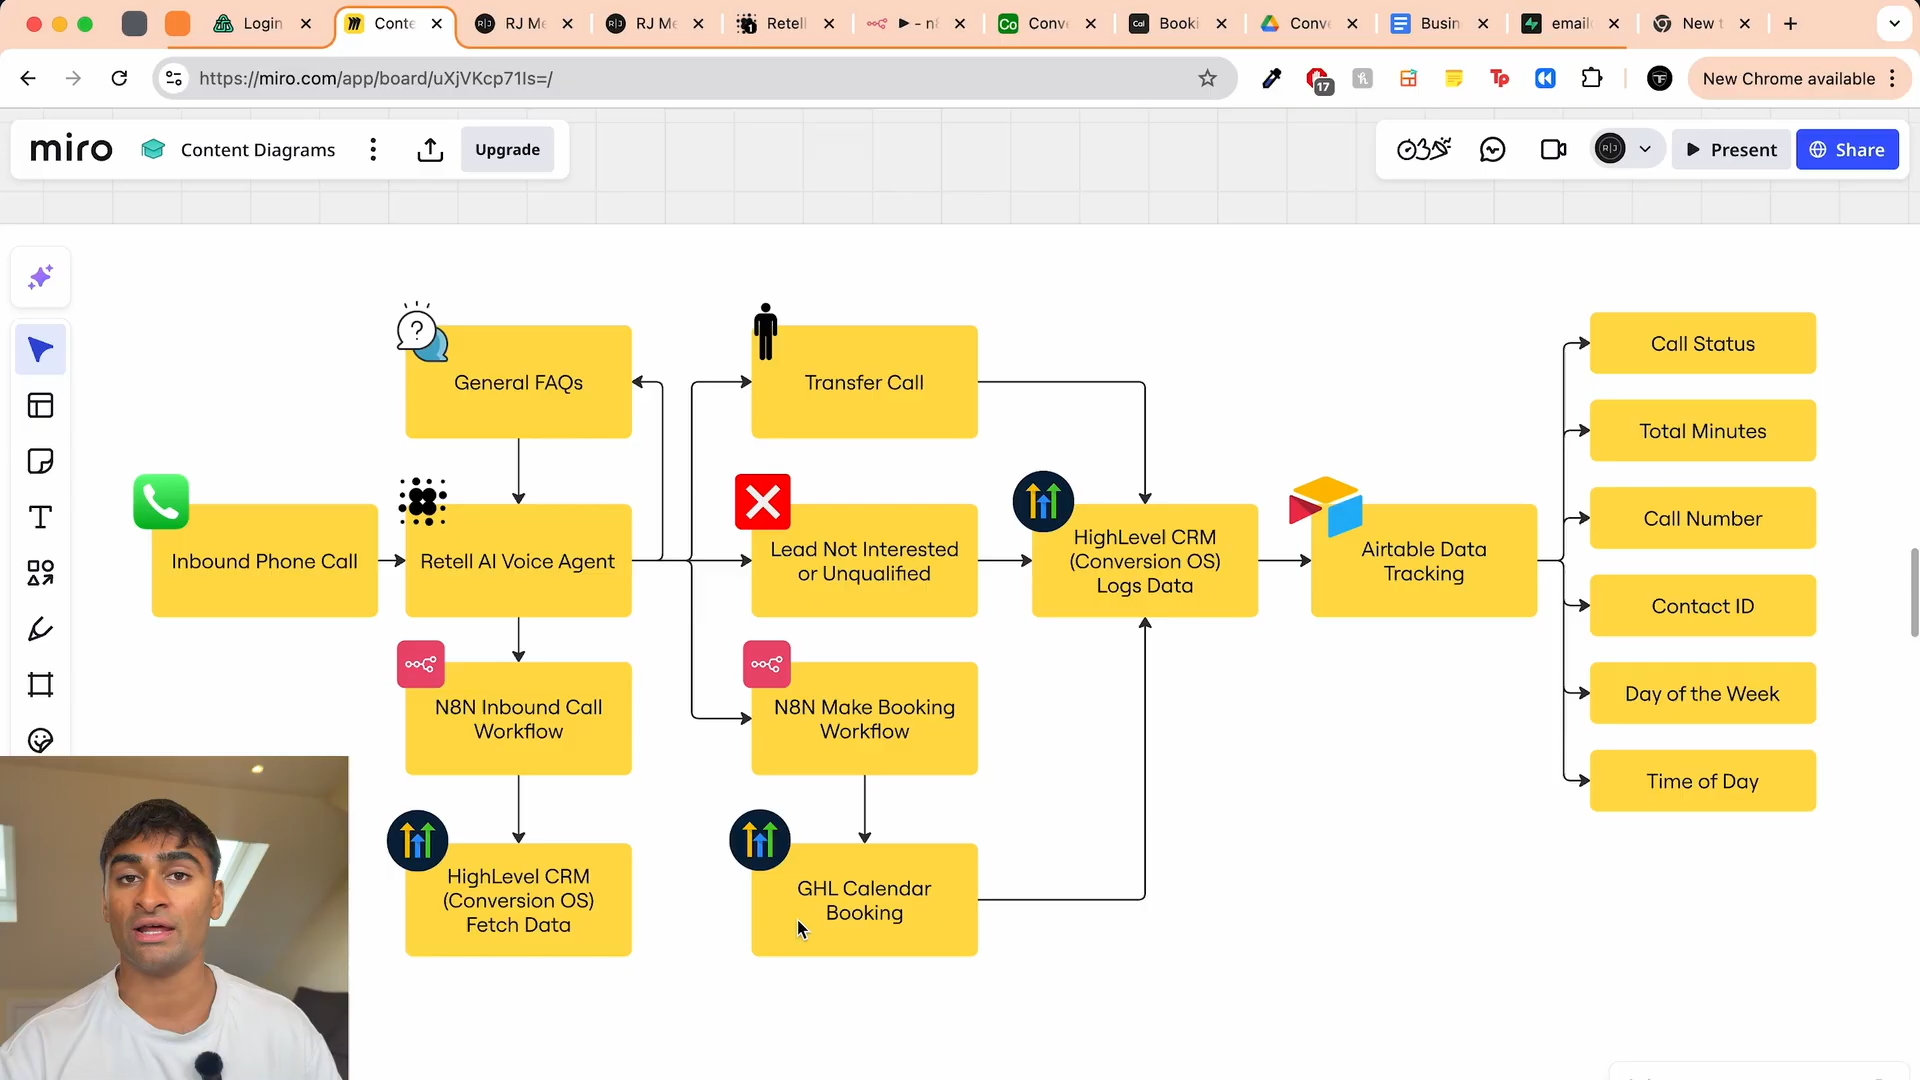 Login
Conte
RJ Me
RJ Me
Retell
- n8
Conve
Booki
Conve
Busin
email
New t
https://miro.com/app/board/uXjVKcp71Is=/
17
New Chrome available
miro
Content Diagrams
Upgrade
R|J
Present
Share
General FAQs
Transfer Call
Call Status
Total Minutes
Inbound Phone Call
Retell AI Voice Agent
Lead Not Interested
or Unqualified
HighLevel CRM
(Conversion OS)
Logs Data
Airtable Data
Tracking
Call Number
Contact ID
N8N Inbound Call
Workflow
N8N Make Booking
Workflow
Day of the Week
Time of Day
HighLevel CRM
(Conversion OS)
Fetch Data
GHL Calendar
Booking